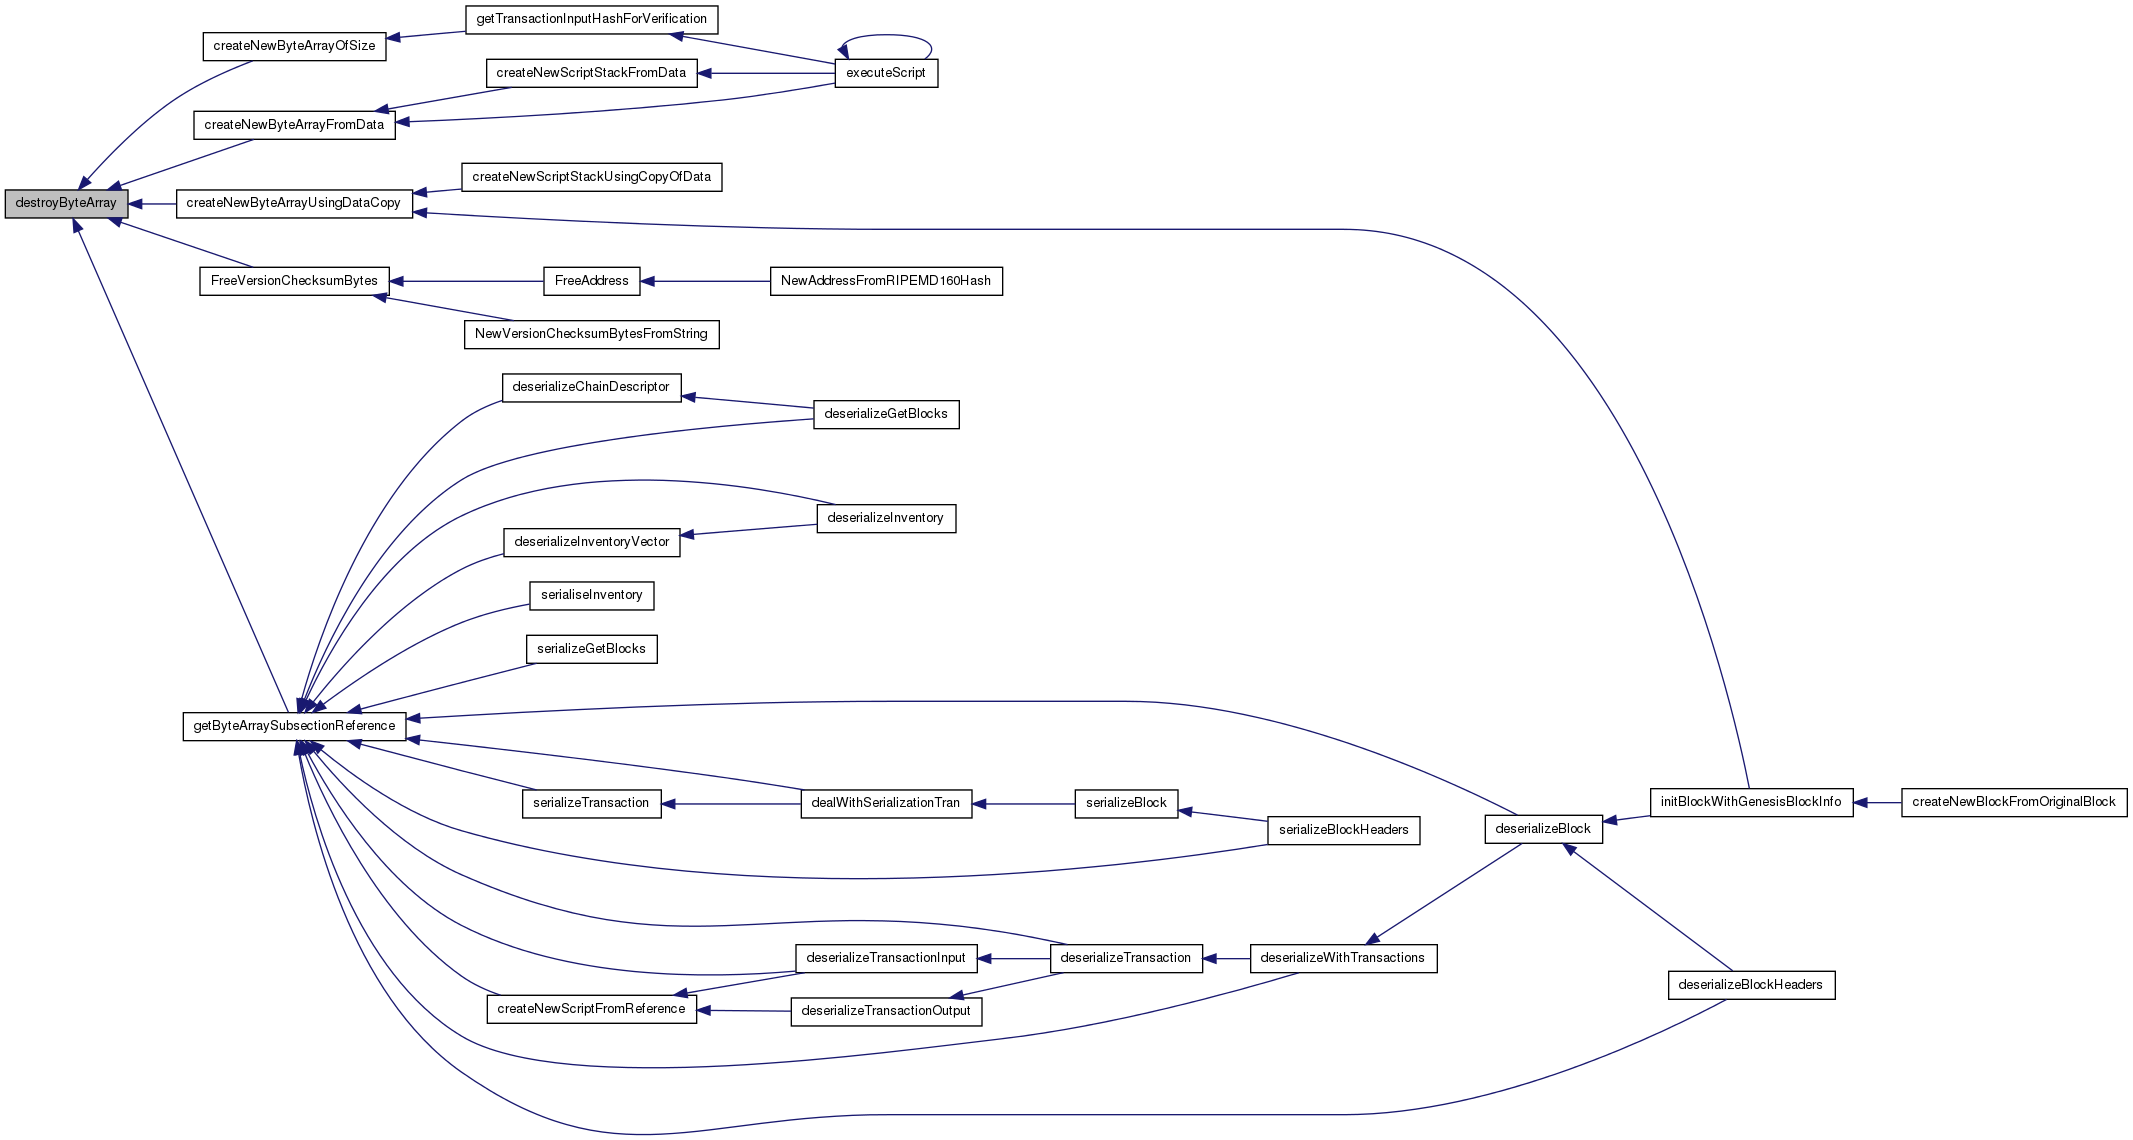 getTransactionInputHashForVerification
createNewByteArrayOfSize
createNewScriptStackFromData
executeScript
createNewByteArrayFromData
createNewScriptStackUsingCopyOfData
destroyByteArray
createNewByteArrayUsingDataCopy
FreeVersionChecksumBytes
FreeAddress
NewAddressFromRIPEMD160Hash
NewVersionChecksumBytesFromString
deserializeChainDescriptor
deserializeGetBlocks
deserializeInventory
deserializeInventoryVector
serialiseInventory
serializeGetBlocks
getByteArraySubsectionReference
serializeTransaction
dealWithSerializationTran
serializeBlock
initBlockWithGenesisBlockInfo
createNewBlockFromOriginalBlock
serializeBlockHeaders
deserializeBlock
deserializeTransactionInput
deserializeTransaction
deserializeWithTransactions
deserializeBlockHeaders
createNewScriptFromReference
deserializeTransactionOutput